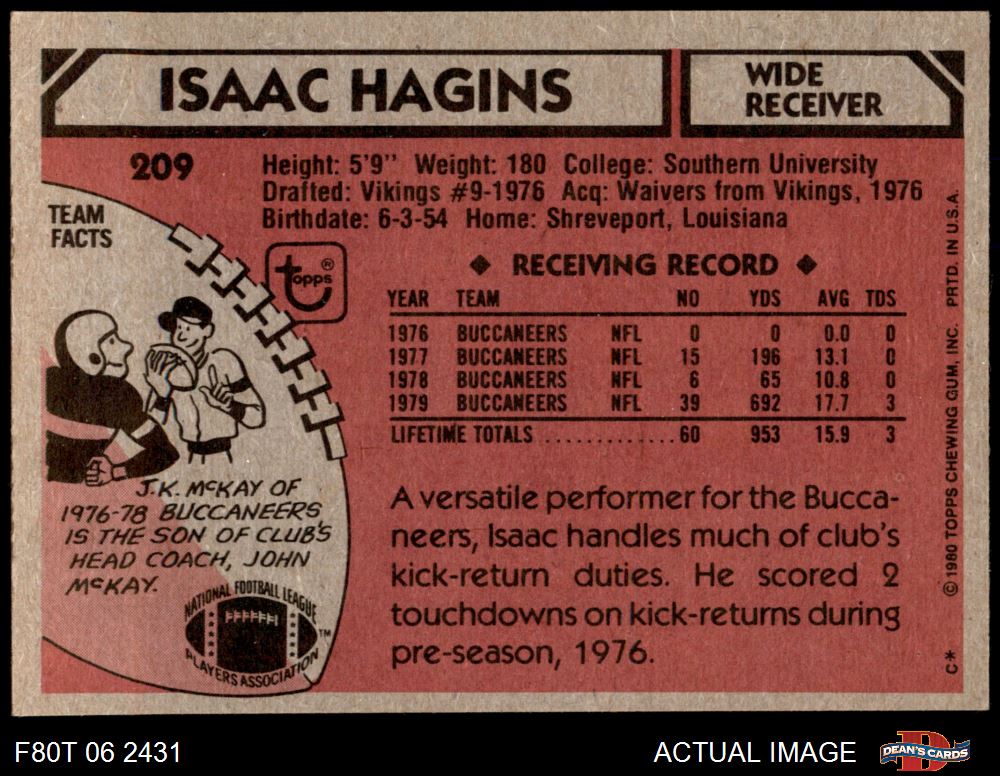 ISAAC HAGINS
WIDE
RECEIVER
209
Height: 5'9" Weight: 180 College: Southern University
Drafted: Vikings #9-1976 Acq: Waivers from Vikings, 1976
Birthdate: 6-3-54 Home: Shreveport, Louisiana
TEAM
FACTS
topps®
◆ RECEIVING RECORD ◆
YEAR TEAM NO YDS AVG TDS
1976 BUCCANEERS NFL 0 0 0.0 0
1977 BUCCANEERS NFL 15 196 13.1 0
1978 BUCCANEERS NFL 6 65 10.8 0
1979 BUCCANEERS NFL 39 692 17.7 3
LIFETIME TOTALS ............. 60 953 15.9 3
J.K. McKAY OF
1976-78 BUCCANEERS
IS THE SON OF CLUB'S
HEAD COACH, JOHN
McKAY.
NATIONAL FOOTBALL LEAGUE
PLAYERS ASSOCIATION
TM
A versatile performer for the Bucca-
neers, Isaac handles much of club's
kick-return duties. He scored 2
touchdowns on kick-returns during
pre-season, 1976.
C* © 1980 TOPPS CHEWING GUM, INC. PRTD. IN U.S.A.
F80T 06 2431
ACTUAL IMAGE
D
DEAN'S CARDS